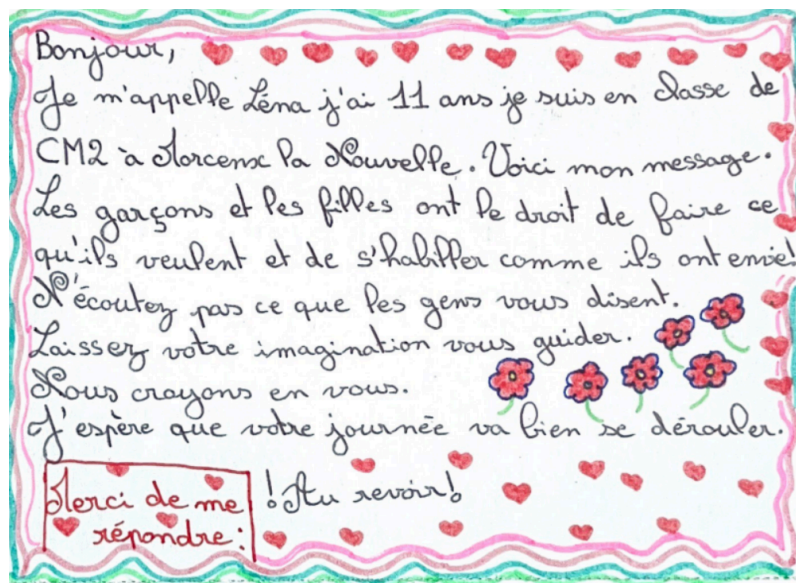 Bonjour,
Je m'appelle Léna j'ai 11 ans je suis en classe de
CM2 à Morcenx la Nouvelle. Voici mon message.
Les garçons et les filles ont le droit de faire ce
qu'ils veulent et de s'habiller comme ils ont envie!
N'écoutez pas ce que les gens vous disent.
Laissez votre imagination vous guider.
Nous crayons en vous.
J'espère que votre journée va bien se dérouler.
! Au revoir!
Merci de me
répondre: